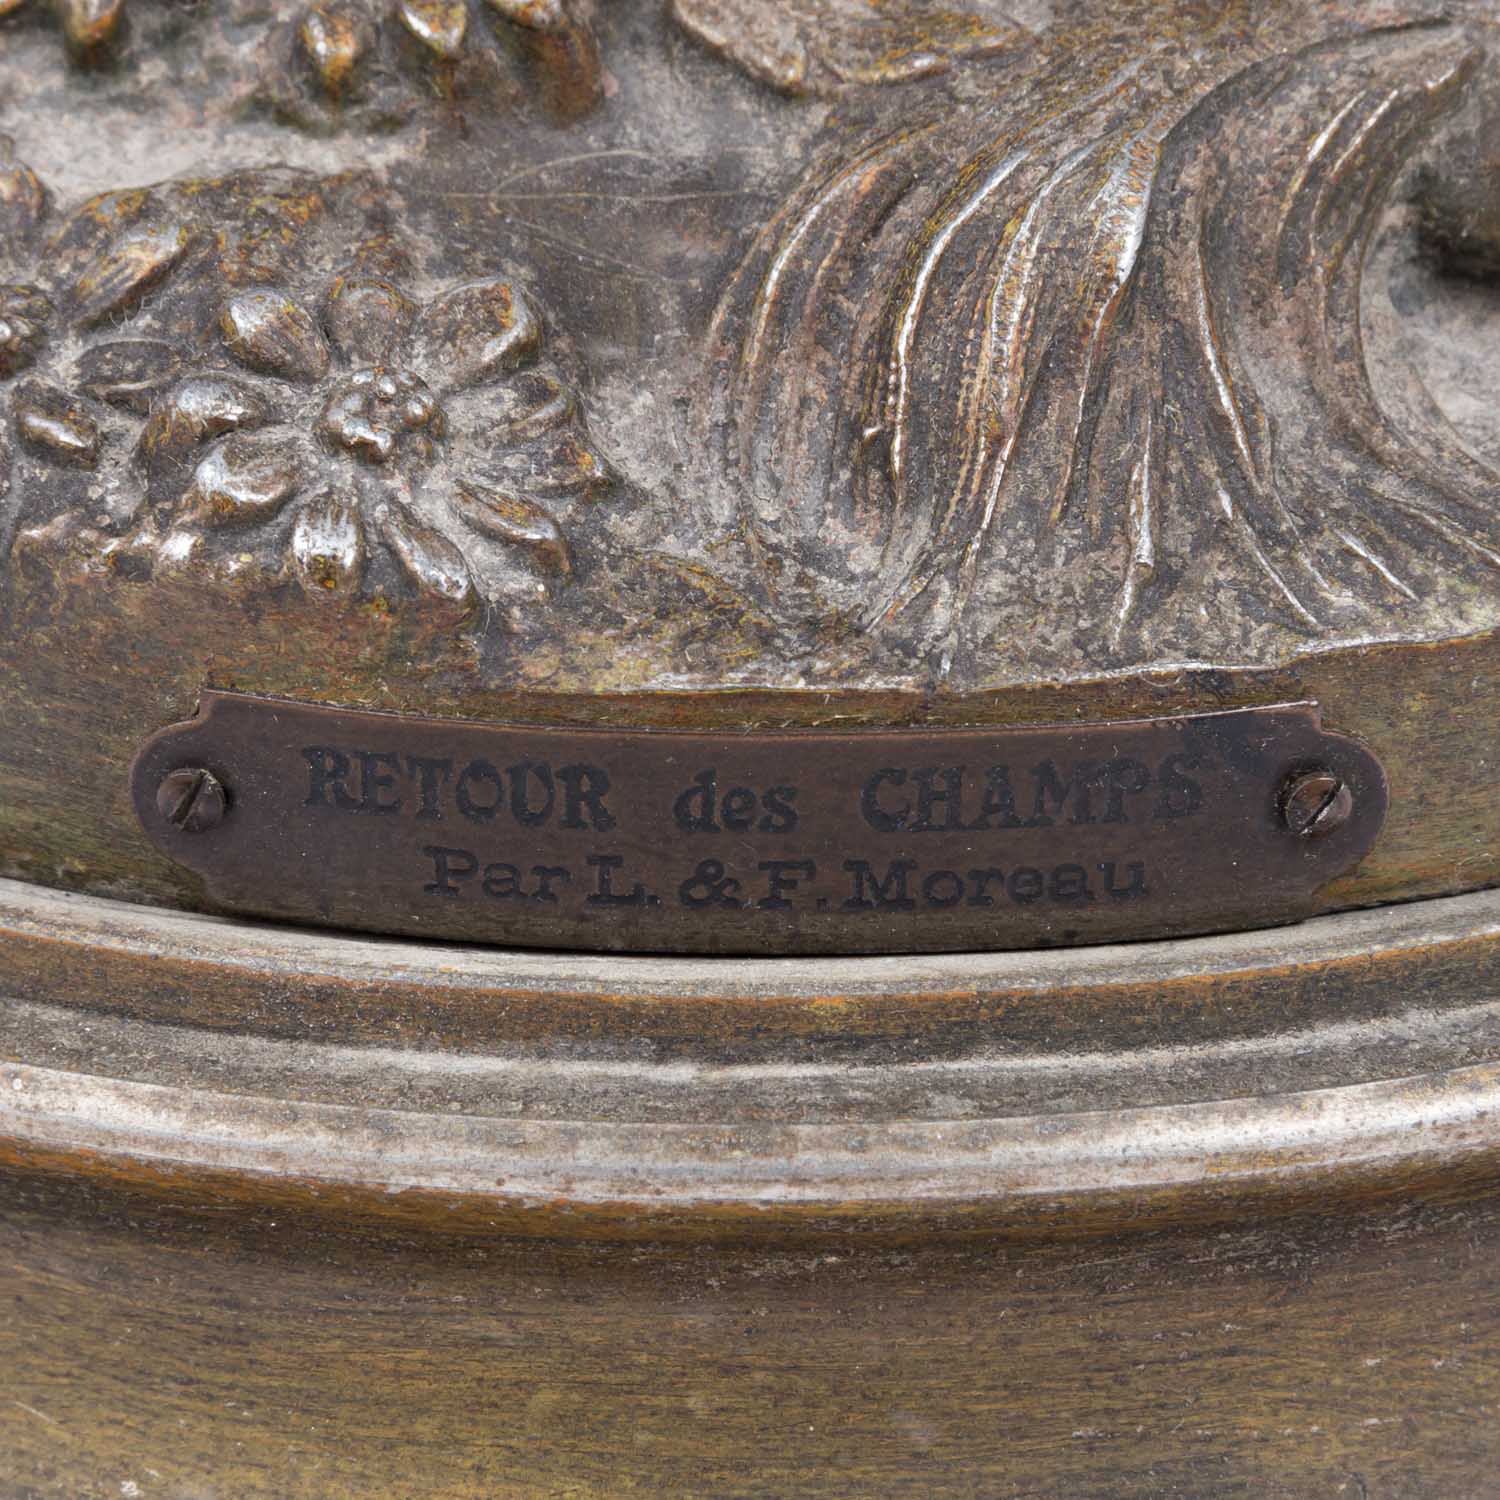 RETOUR des CHAMPS
Par L. & F. Moreau